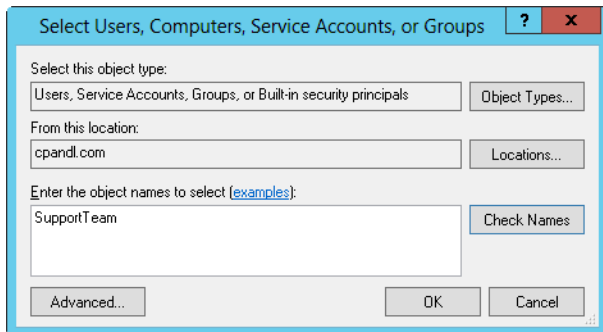 Select Users, Computers, Service Accounts, or Groups ? x
Select this object type:
Users, Service Accounts, Groups, or Built-in security principals Object Types...
From this location:
cpandl.com Locations...
Enter the object names to select (examples):
SupportTeam Check Names
Advanced... OK Cancel